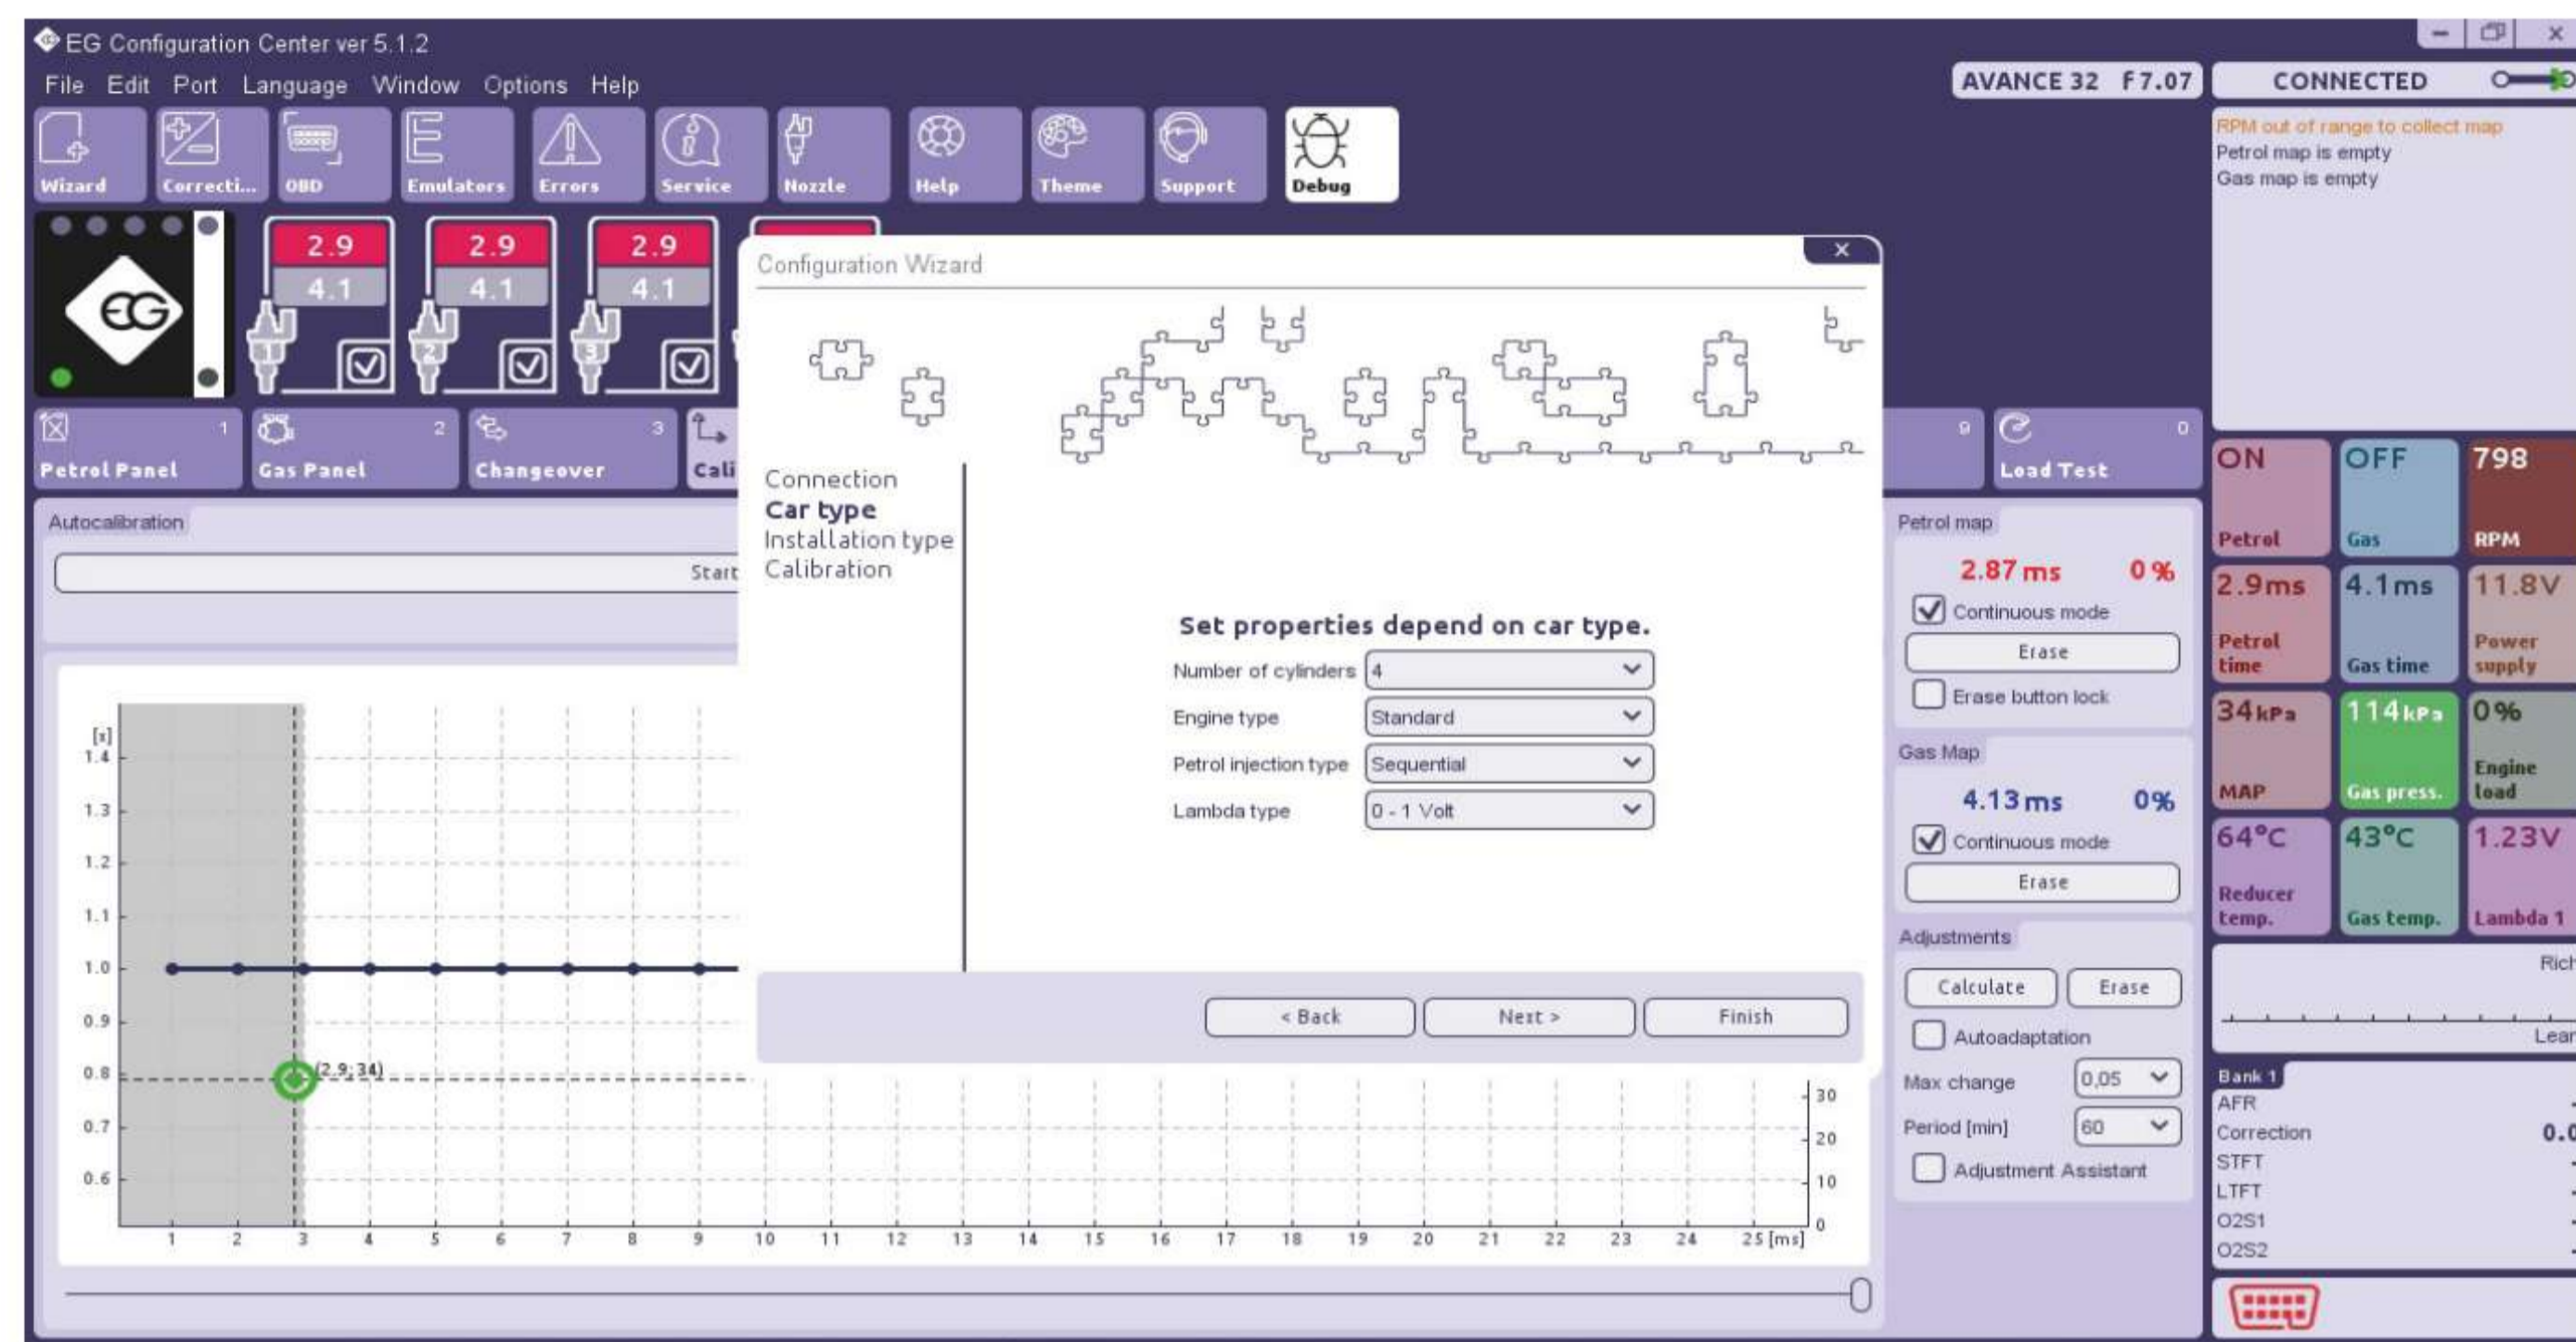 EG Configuration Center ver 5.1.2
File Edit Port Language Window Options Help
AVANCE 32 F 7.07
CONNECTED
Wizard Correcti... OBD Emulators Errors Service Nozzle Help Theme Support Debug
RPM out of range to collect map
Petrol map is empty
Gas map is empty
EG
2.9 2.9 2.9
4.1 4.1 4.1
1 2 3
Petrol Panel 1
Gas Panel 2
Changeover 3
Cali
9
Load Test 0
Configuration Wizard
x
Connection
Car type
Installation type
Calibration
Set properties depend on car type.
Number of cylinders 4
Engine type Standard
Petrol injection type Sequential
Lambda type 0 - 1 Volt
< Back Next > Finish
Autocalibration
Start
[x]
1.4
1.3
1.2
1.1
1.0
0.9
0.8
0.7
0.6
(2.9; 34)
30
20
10
0
1 2 3 4 5 6 7 8 9 10 11 12 13 14 15 16 17 18 19 20 21 22 23 24 25 [ms]
Petrol map
2.87 ms 0 %
Continuous mode
Erase
Erase button lock
Gas Map
4.13 ms 0%
Continuous mode
Erase
Adjustments
Calculate Erase
Autoadaptation
Max change 0,05
Period [min] 60
Adjustment Assistant
ON OFF 798
Petrol Gas RPM
2.9ms 4.1ms 11.8V
Petrol time Gas time Power supply
34kPa 114kPa 0%
MAP Gas press. Engine load
64°C 43°C 1.23V
Reducer temp. Gas temp. Lambda 1
Rich
Lean
Bank 1
AFR
Correction 0.0
STFT
LTFT
O2S1
O2S2